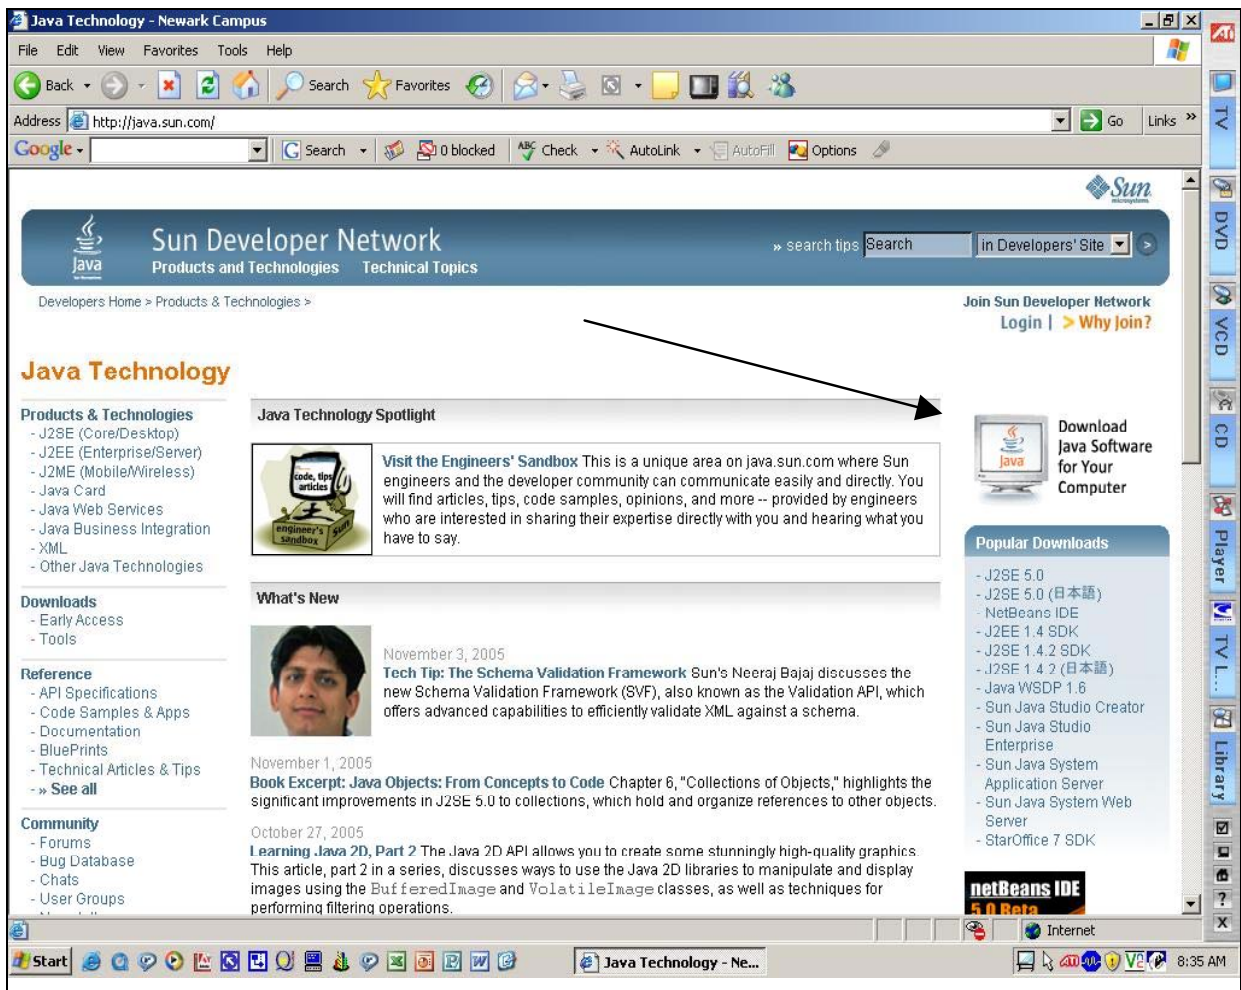 Java Technology - Newark Campus
File Edit View Favorites Tools Help
Back Search Favorites
Address http://java.sun.com/ Go Links »
Google Search 0 blocked ABC Check AutoLink AutoFill Options
Sun
microsystems
Java
Sun Developer Network
» search tips Search in Developers' Site
Products and Technologies Technical Topics
Developers Home > Products & Technologies >
Join Sun Developer Network
Login | > Why Join?
Java Technology
Products & Technologies
- J2SE (Core/Desktop)
- J2EE (Enterprise/Server)
- J2ME (Mobile/Wireless)
- Java Card
- Java Web Services
- Java Business Integration
- XML
- Other Java Technologies
Downloads
- Early Access
- Tools
Reference
- API Specifications
- Code Samples & Apps
- Documentation
- BluePrints
- Technical Articles & Tips
- » See all
Community
- Forums
- Bug Database
- Chats
- User Groups
Java Technology Spotlight
code, tips
articles
engineer's
sandbox
sun
Visit the Engineers' Sandbox This is a unique area on java.sun.com where Sun
engineers and the developer community can communicate easily and directly. You
will find articles, tips, code samples, opinions, and more -- provided by engineers
who are interested in sharing their expertise directly with you and hearing what you
have to say.
What's New
November 3, 2005
Tech Tip: The Schema Validation Framework Sun's Neeraj Bajaj discusses the
new Schema Validation Framework (SVF), also known as the Validation API, which
offers advanced capabilities to efficiently validate XML against a schema.
November 1, 2005
Book Excerpt: Java Objects: From Concepts to Code Chapter 6, "Collections of Objects," highlights the
significant improvements in J2SE 5.0 to collections, which hold and organize references to other objects.
October 27, 2005
Learning Java 2D, Part 2 The Java 2D API allows you to create some stunningly high-quality graphics.
This article, part 2 in a series, discusses ways to use the Java 2D libraries to manipulate and display
images using the BufferedImage and VolatileImage classes, as well as techniques for
performing filtering operations.
Java
Download
Java Software
for Your
Computer
Popular Downloads
- J2SE 5.0
- J2SE 5.0 (日本語)
- NetBeans IDE
- J2EE 1.4 SDK
- J2SE 1.4.2 SDK
- J2SE 1.4.2 (日本語)
- Java WSDP 1.6
- Sun Java Studio Creator
- Sun Java Studio
Enterprise
- Sun Java System
Application Server
- Sun Java System Web
Server
- StarOffice 7 SDK
netBeans IDE
5.0 Beta
ATI
TV
DVD
VCD
CD
Player
TV L...
Library
?
X
Internet
Start
Java Technology - Ne...
8:35 AM